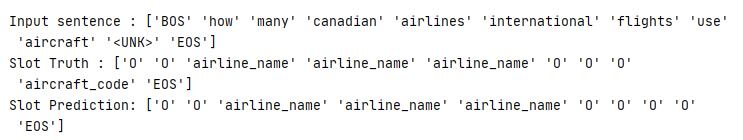 Input sentence : ['BOS' 'how' 'many' 'canadian' 'airlines' 'international' 'flights' 'use'
'aircraft' '<UNK>' 'EOS']
Slot Truth : ['O' 'O' 'airline_name' 'airline_name' 'airline_name' 'O' 'O' 'O'
'aircraft_code' 'EOS']
Slot Prediction: ['O' 'O' 'airline_name' 'airline_name' 'airline_name' 'O' 'O' 'O' 'O'
'EOS']